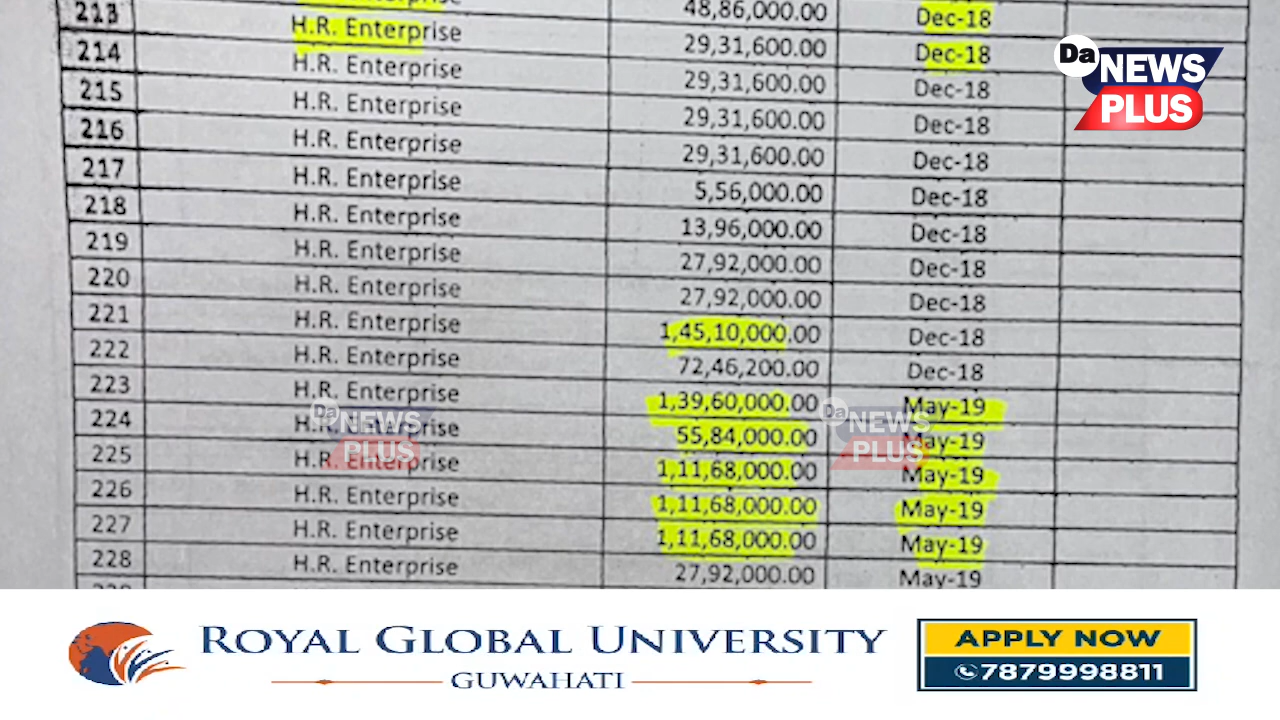 48,86,000.00 Dec-18
213 H.R. Enterprise 29,31,600.00 Dec-18
214 H.R. Enterprise 29,31,600.00 Dec-18
215 H.R. Enterprise 29,31,600.00 Dec-18
216 H.R. Enterprise 29,31,600.00 Dec-18
217 H.R. Enterprise 5,56,000.00 Dec-18
218 H.R. Enterprise 13,96,000.00 Dec-18
219 H.R. Enterprise 27,92,000.00 Dec-18
220 H.R. Enterprise 27,92,000.00 Dec-18
221 H.R. Enterprise 1,45,10,000.00 Dec-18
222 H.R. Enterprise 72,46,200.00 Dec-18
223 H.R. Enterprise 1,39,60,000.00 May-19
224 H.R. Enterprise 55,84,000.00 May-19
225 H.R. Enterprise 1,11,68,000.00 May-19
226 H.R. Enterprise 1,11,68,000.00 May-19
227 H.R. Enterprise 1,11,68,000.00 May-19
228 H.R. Enterprise 27,92,000.00 May-19
Da NEWS
PLUS
Da NEWS
PLUS
Da NEWS
PLUS
ROYAL GLOBAL UNIVERSITY
GUWAHATI
APPLY NOW
7879998811